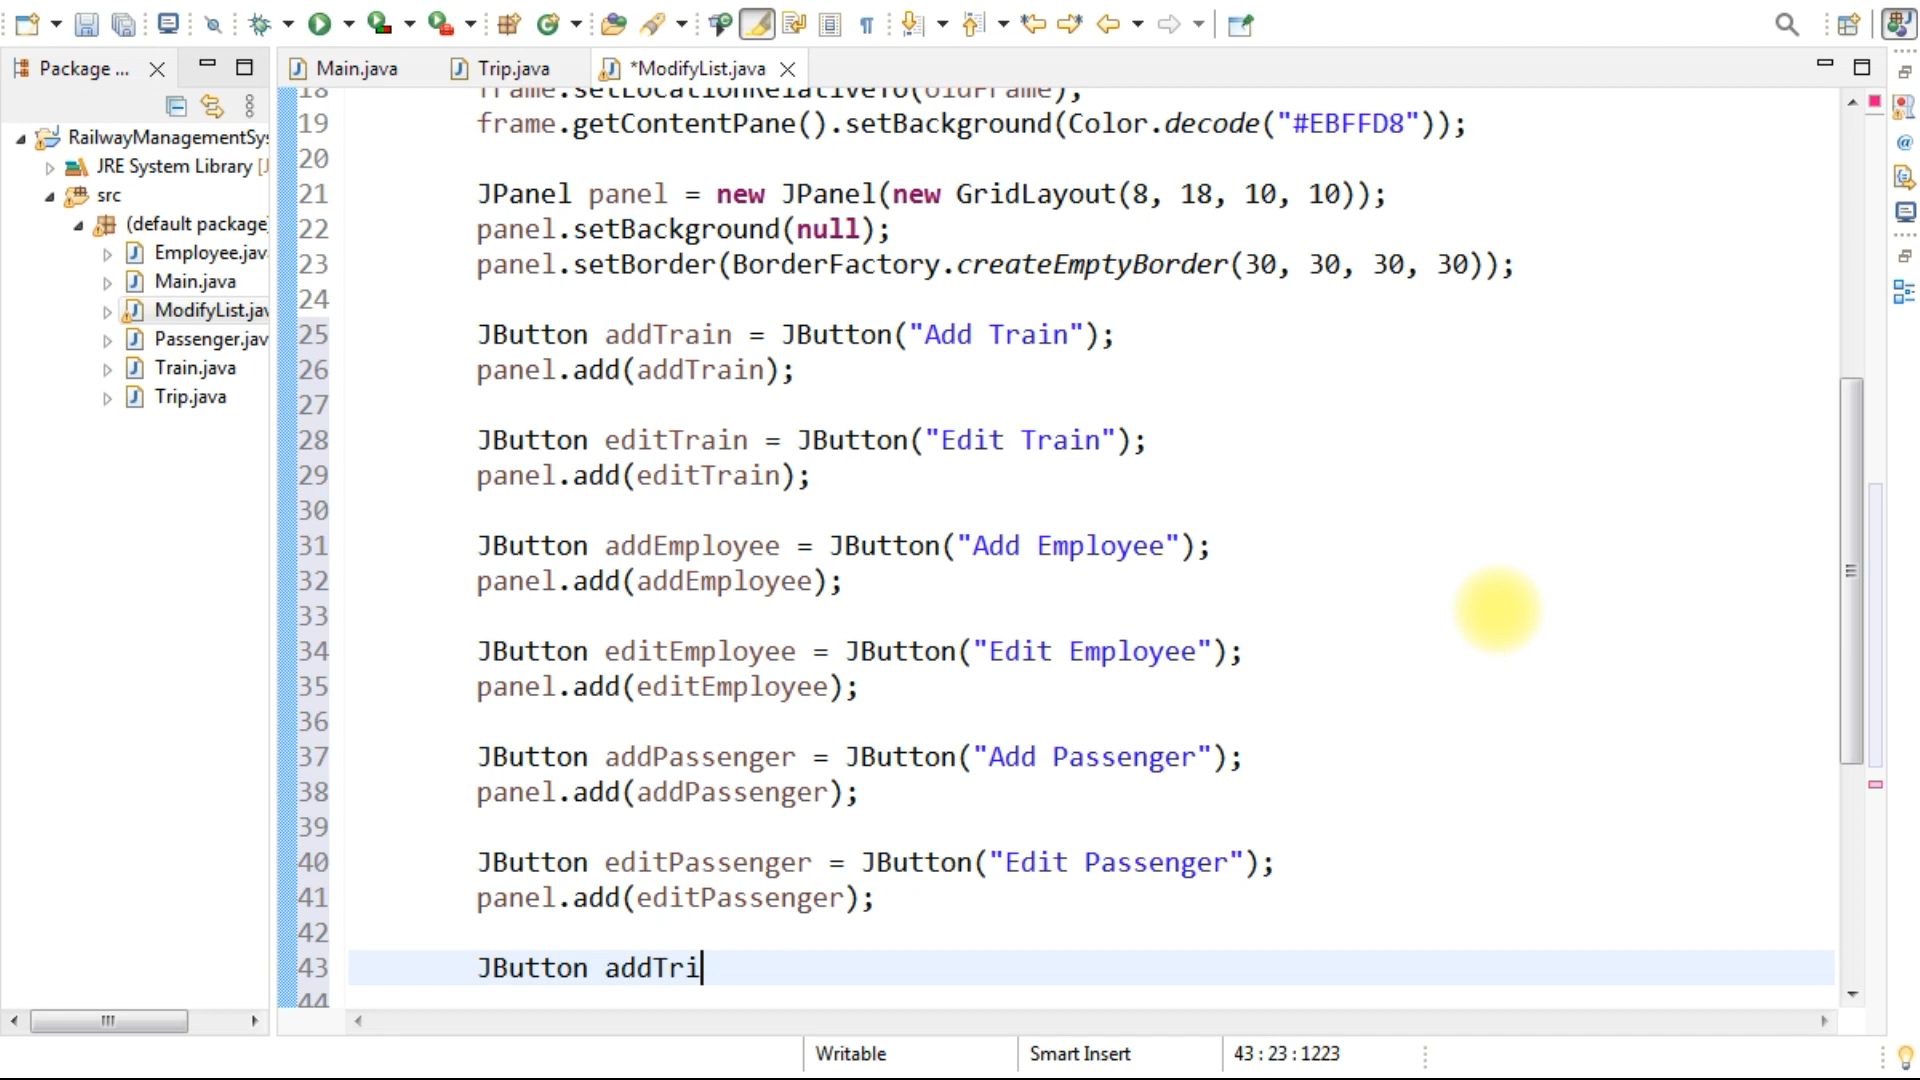 Package ...
Main.java
Trip.java
*ModifyList.java
RailwayManagementSys
JRE System Library [J
src
(default package)
Employee.jav
Main.java
ModifyList.jav
Passenger.jav
Train.java
Trip.java
18 frame.setLocationRelativeTo(oldFrame);
19 frame.getContentPane().setBackground(Color.decode("#EBFFD8"));
20
21 JPanel panel = new JPanel(new GridLayout(8, 18, 10, 10));
22 panel.setBackground(null);
23 panel.setBorder(BorderFactory.createEmptyBorder(30, 30, 30, 30));
24
25 JButton addTrain = JButton("Add Train");
26 panel.add(addTrain);
27
28 JButton editTrain = JButton("Edit Train");
29 panel.add(editTrain);
30
31 JButton addEmployee = JButton("Add Employee");
32 panel.add(addEmployee);
33
34 JButton editEmployee = JButton("Edit Employee");
35 panel.add(editEmployee);
36
37 JButton addPassenger = JButton("Add Passenger");
38 panel.add(addPassenger);
39
40 JButton editPassenger = JButton("Edit Passenger");
41 panel.add(editPassenger);
42
43 JButton addTri
44
Writable
Smart Insert
43 : 23 : 1223